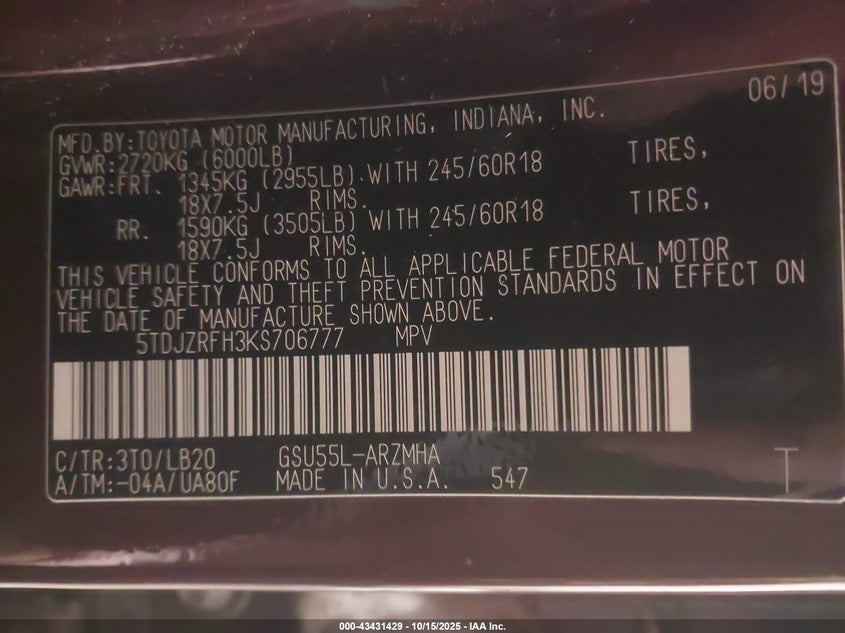 06/19
MFD.BY:TOYOTA MOTOR MANUFACTURING, INDIANA, INC.
GVWR:2720KG (6000LB)
GAWR:FRT. 1345KG (2955LB) WITH 245/60R18 TIRES,
18X7.5J RIMS.
RR. 1590KG (3505LB) WITH 245/60R18 TIRES,
18X7.5J RIMS.
THIS VEHICLE CONFORMS TO ALL APPLICABLE FEDERAL MOTOR
VEHICLE SAFETY AND THEFT PREVENTION STANDARDS IN EFFECT ON
THE DATE OF MANUFACTURE SHOWN ABOVE.
5TDJZRFH3KS706777 MPV
C/TR:3T0/LB20 GSU55L-ARZMHA
A/TM:-04A/UA80F MADE IN U.S.A. 547
T
000-43431429 - 10/15/2025 - IAA Inc.